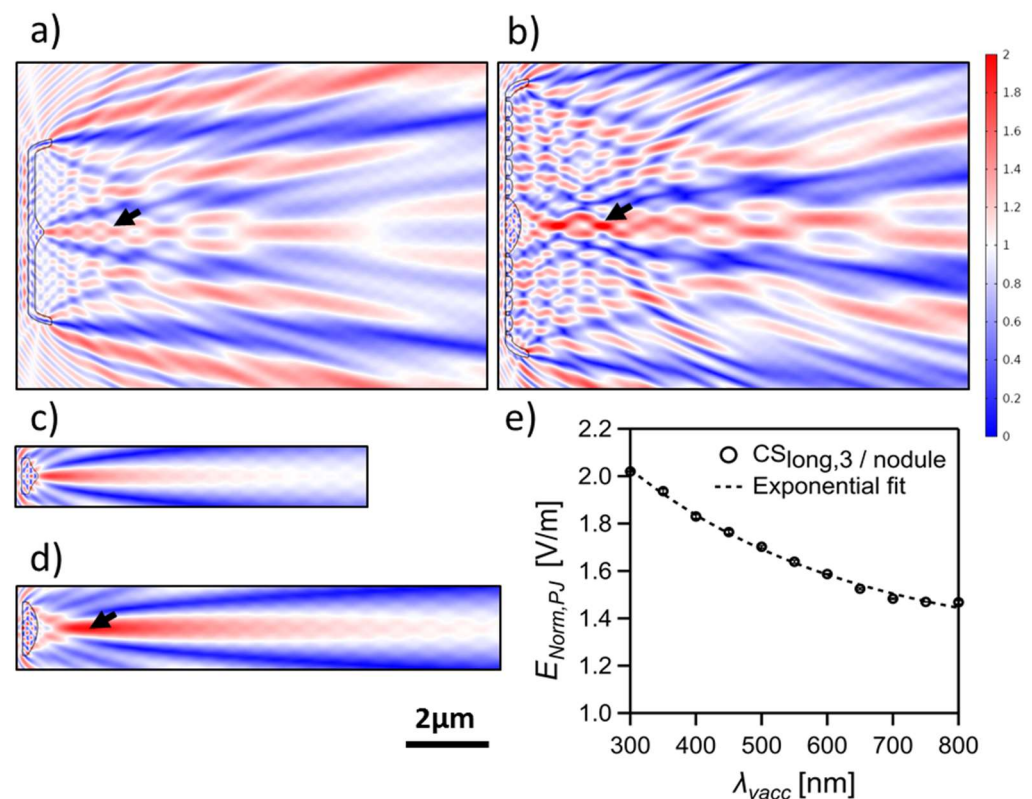 a)
b)
2
1.8
1.6
1.4
1.2
1
0.8
0.6
0.4
0.2
0
c)
d)
2µm
e)
2.2
2.0
1.8
1.6
1.4
1.2
1.0
E_Norm,PJ [V/m]
CS_long,3 / nodule
Exponential fit
300 400 500 600 700 800
λ_vacc [nm]